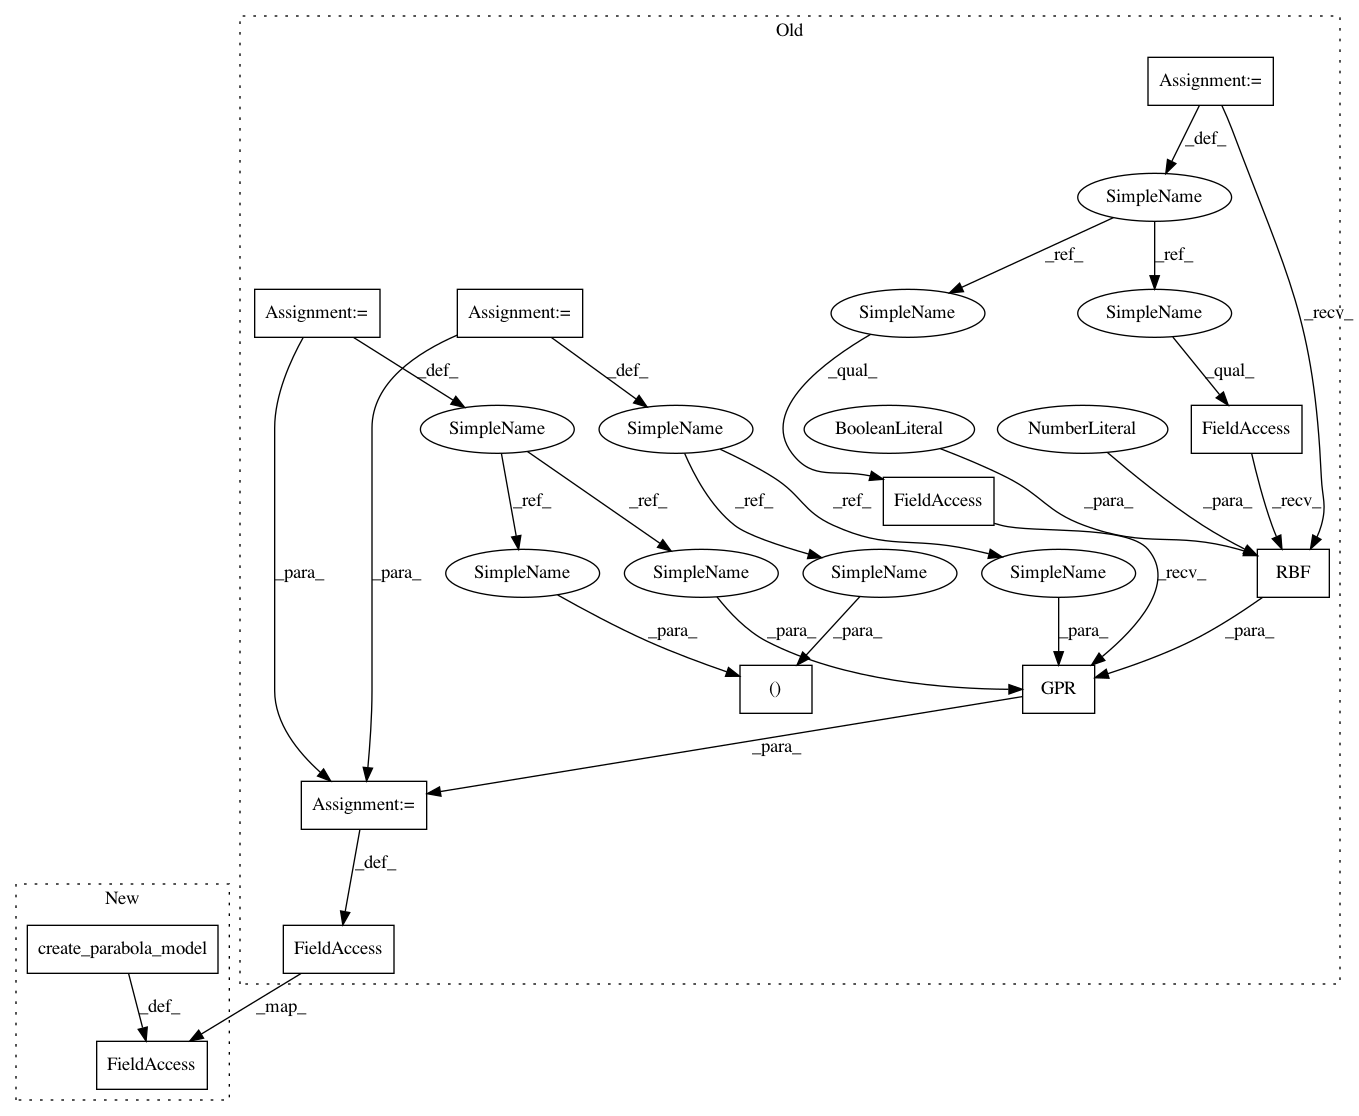 Old
Assignment:=
_def_
SimpleName
_ref_
_ref_
Assignment:=
Assignment:=
SimpleName
SimpleName
_recv_
_def_
_def_
_qual_
_qual_
SimpleName
SimpleName
BooleanLiteral
NumberLiteral
FieldAccess
_ref_
_ref_
_ref_
_ref_
FieldAccess
_para_
_para_
_recv_
_para_
_para_
SimpleName
SimpleName
SimpleName
SimpleName
_recv_
RBF
_para_
_para_
_para_
_para_
_para_
()
GPR
_para_
Assignment:=
_def_
New
create_parabola_model
FieldAccess
_def_
_map_
FieldAccess